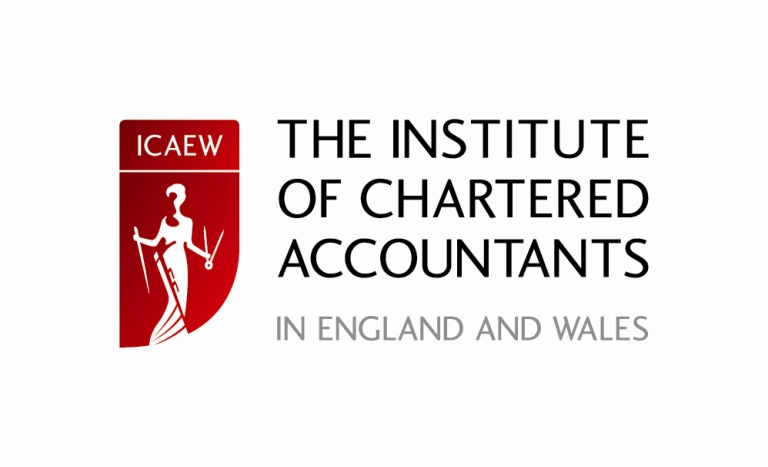 ICAEW
THE INSTITUTE
OF CHARTERED
ACCOUNTANTS
IN ENGLAND AND WALES